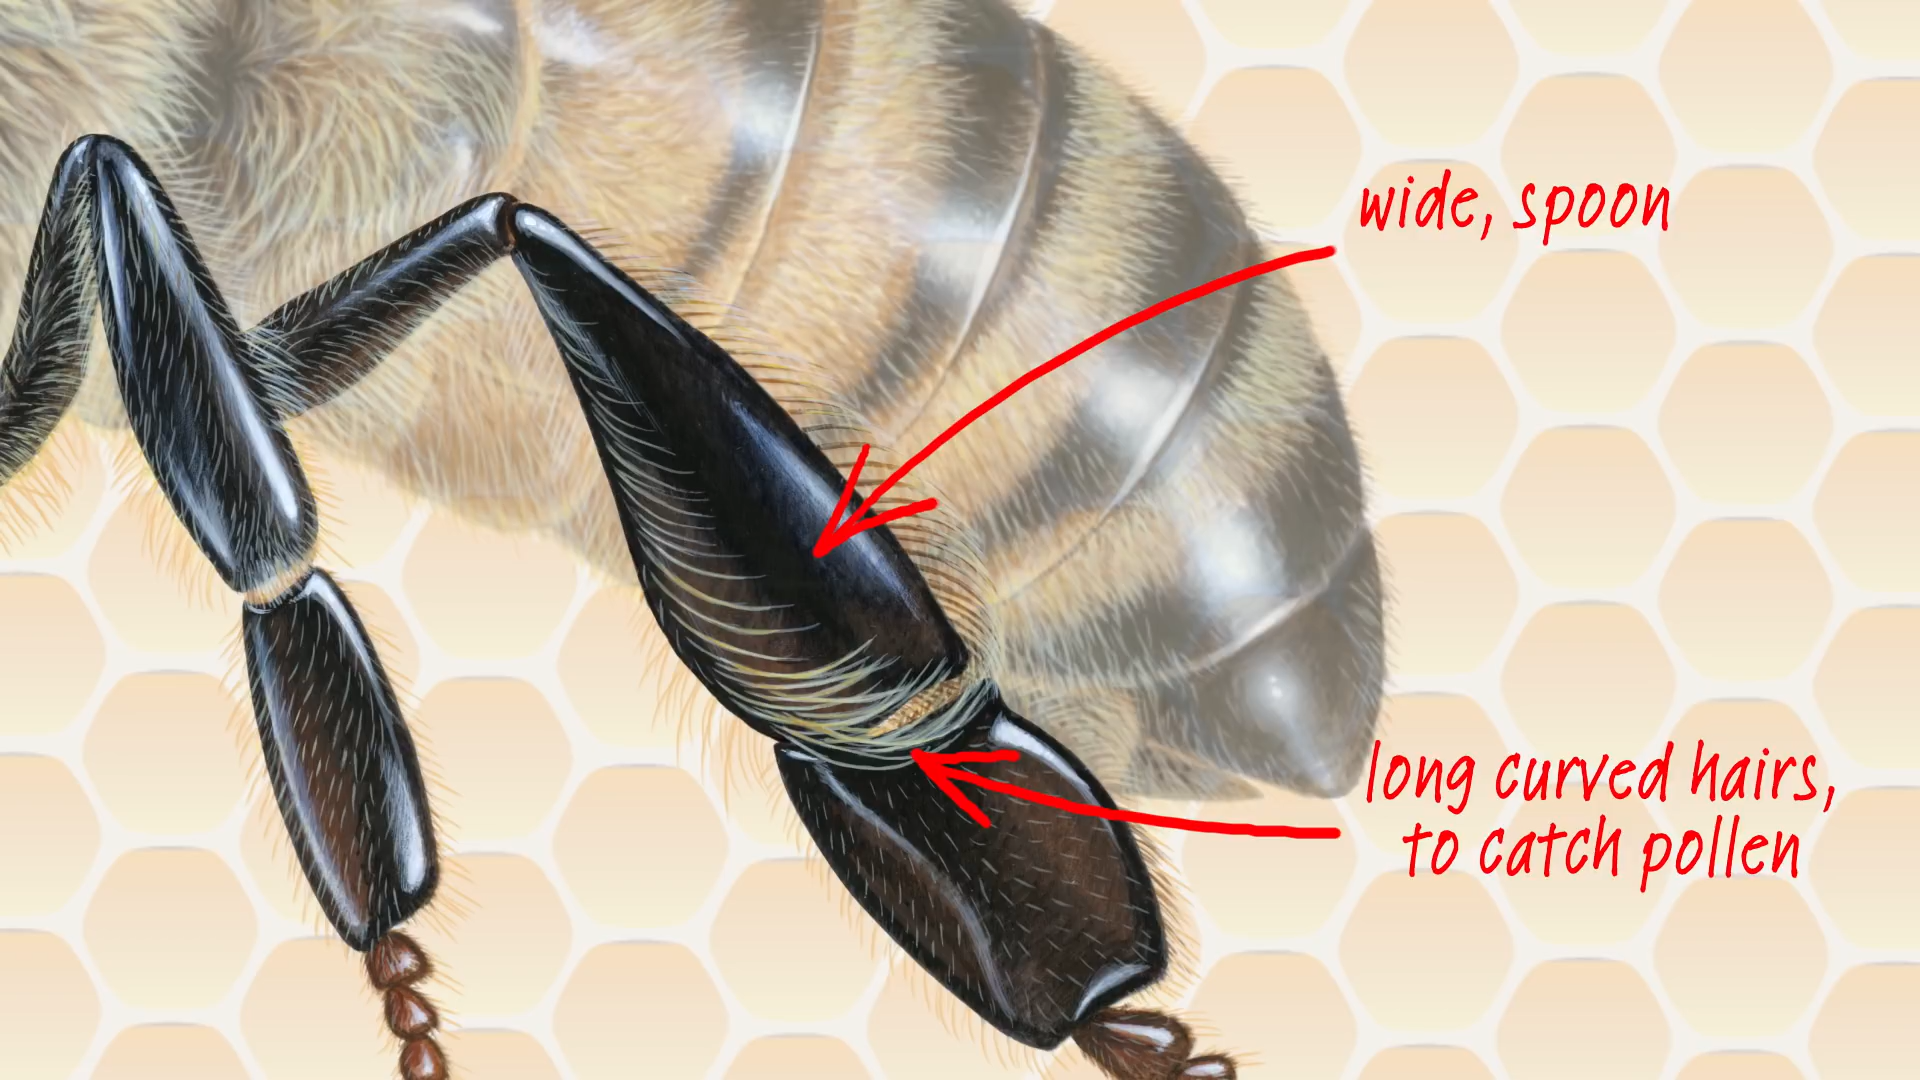 wide, spoon
long curved hairs,
to catch pollen